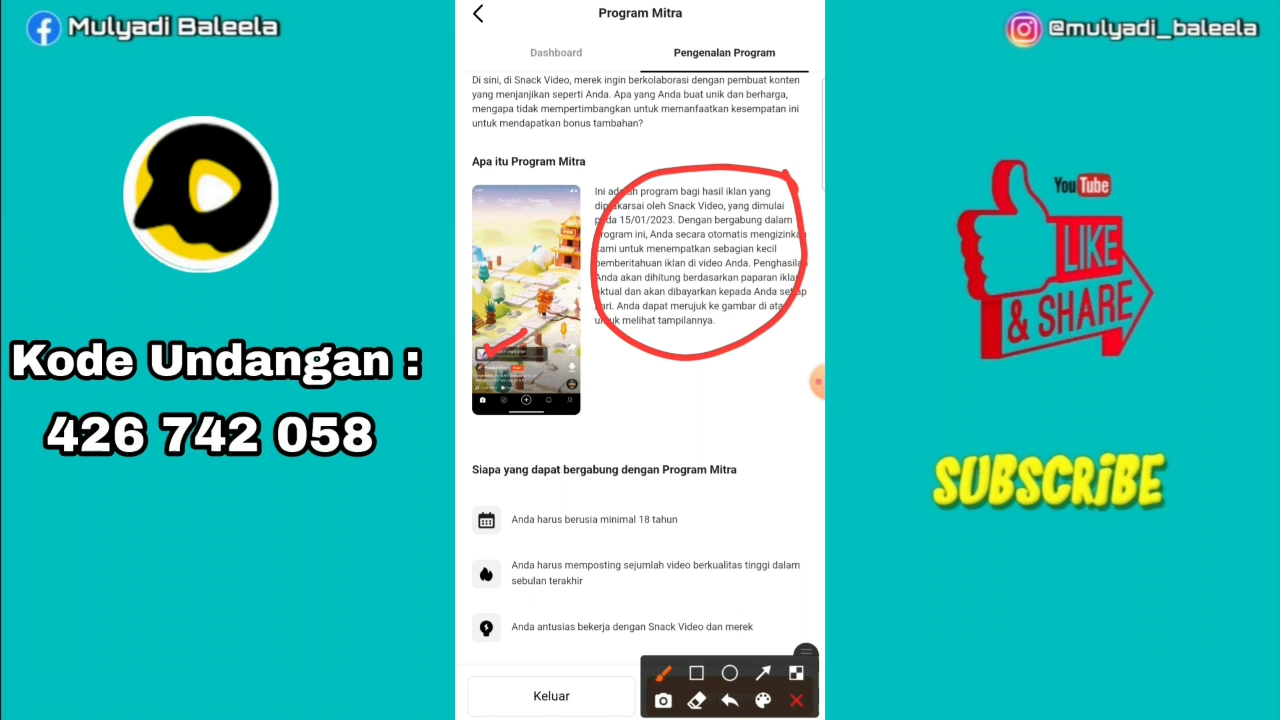 Mulyadi Baleela
Program Mitra
@mulyadi_baleela
Dashboard
Pengenalan Program
Di sini, di Snack Video, merek ingin berkolaborasi dengan pembuat konten
yang menjanjikan seperti Anda. Apa yang Anda buat unik dan berharga,
mengapa tidak mempertimbangkan untuk memanfaatkan kesempatan ini
untuk mendapatkan bonus tambahan?
Apa itu Program Mitra
Ini adalah program bagi hasil iklan yang
diprakarsai oleh Snack Video, yang dimulai
pada 15/01/2023. Dengan bergabung dalam
program ini, Anda secara otomatis mengizinkan
kami untuk menempatkan sebagian kecil
pemberitahuan iklan di video Anda. Penghasilan
Anda akan dihitung berdasarkan paparan iklan
aktual dan akan dibayarkan kepada Anda setiap
hari. Anda dapat merujuk ke gambar di atas
untuk melihat tampilannya.
Kode Undangan :
426 742 058
Siapa yang dapat bergabung dengan Program Mitra
Anda harus berusia minimal 18 tahun
Anda harus memposting sejumlah video berkualitas tinggi dalam
sebulan terakhir
Anda antusias bekerja dengan Snack Video dan merek
Keluar
YouTube
LIKE
& SHARE
SUBSCRIBE